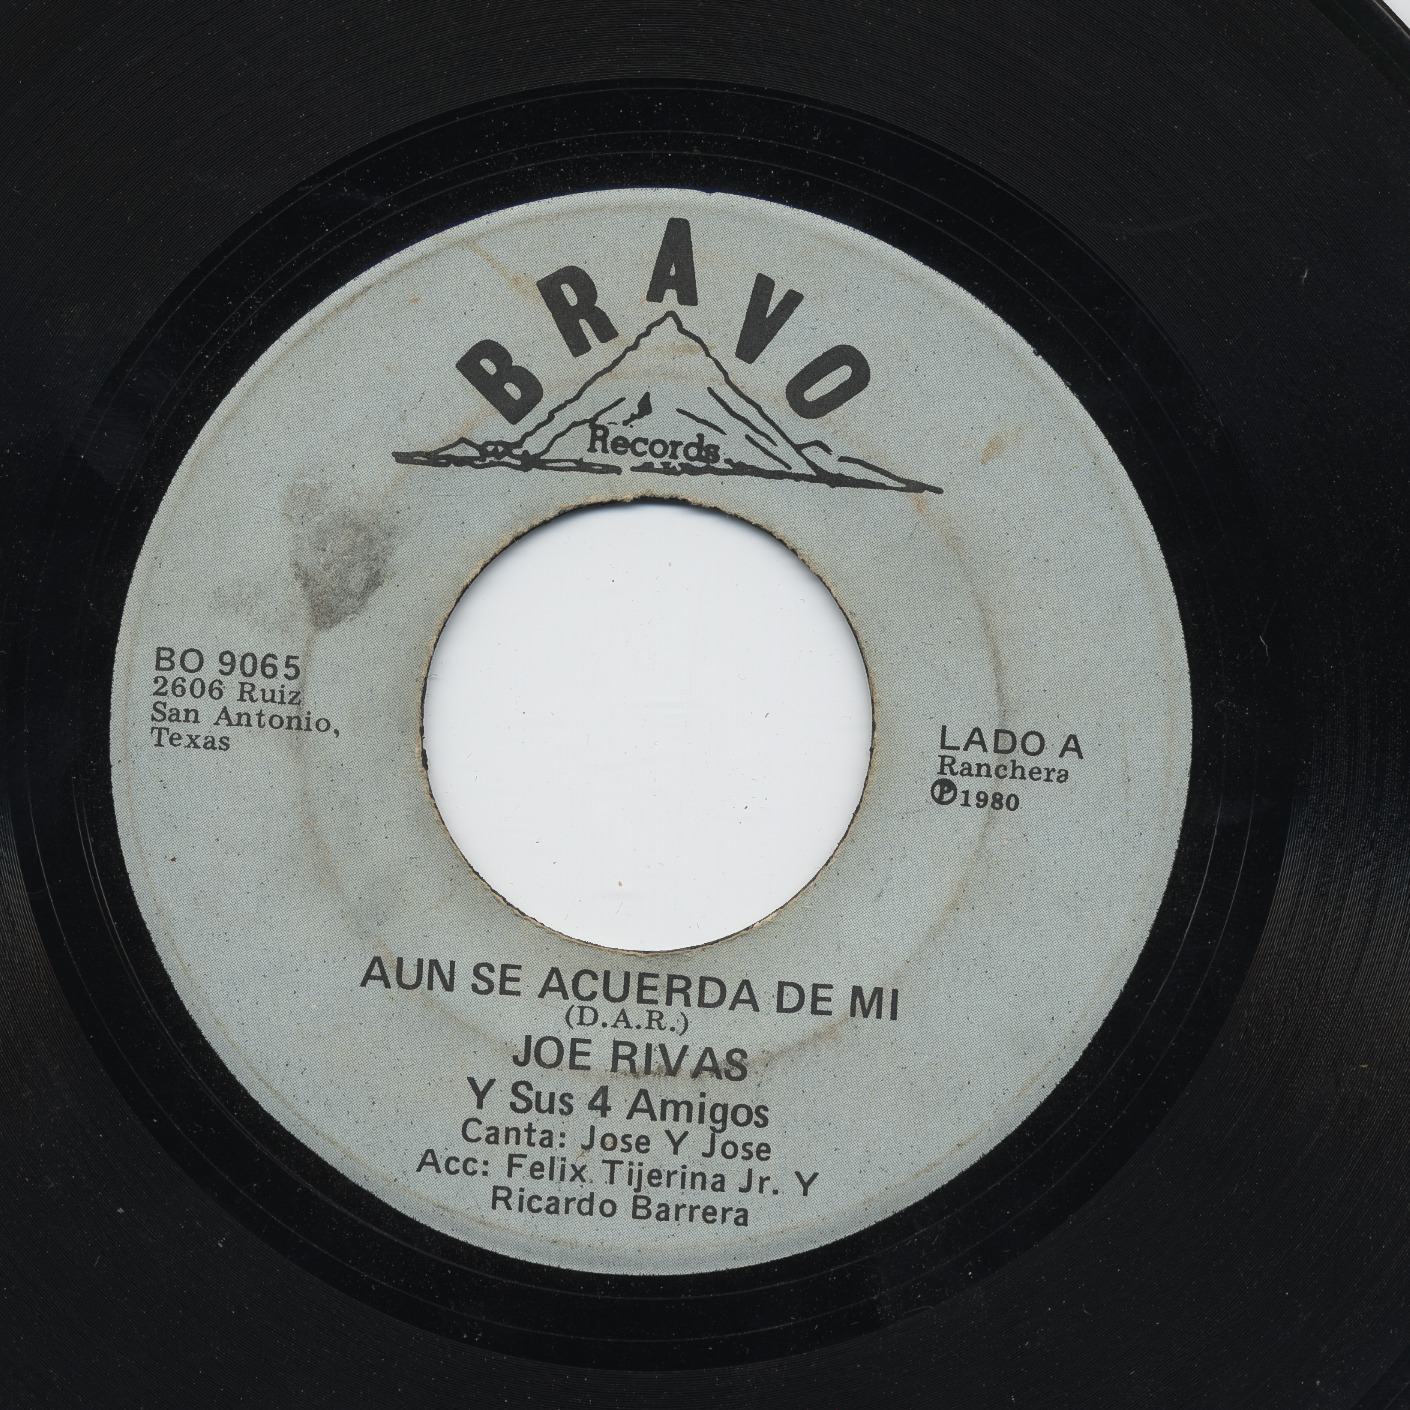 BRAVO
Records
BO 9065
2606 Ruiz
San Antonio,
Texas
LADO A
Ranchera
Ⓟ1980
AUN SE ACUERDA DE MI
(D.A.R.)
JOE RIVAS
Y Sus 4 Amigos
Canta: Jose Y Jose
Acc: Felix Tijerina Jr. Y
Ricardo Barrera